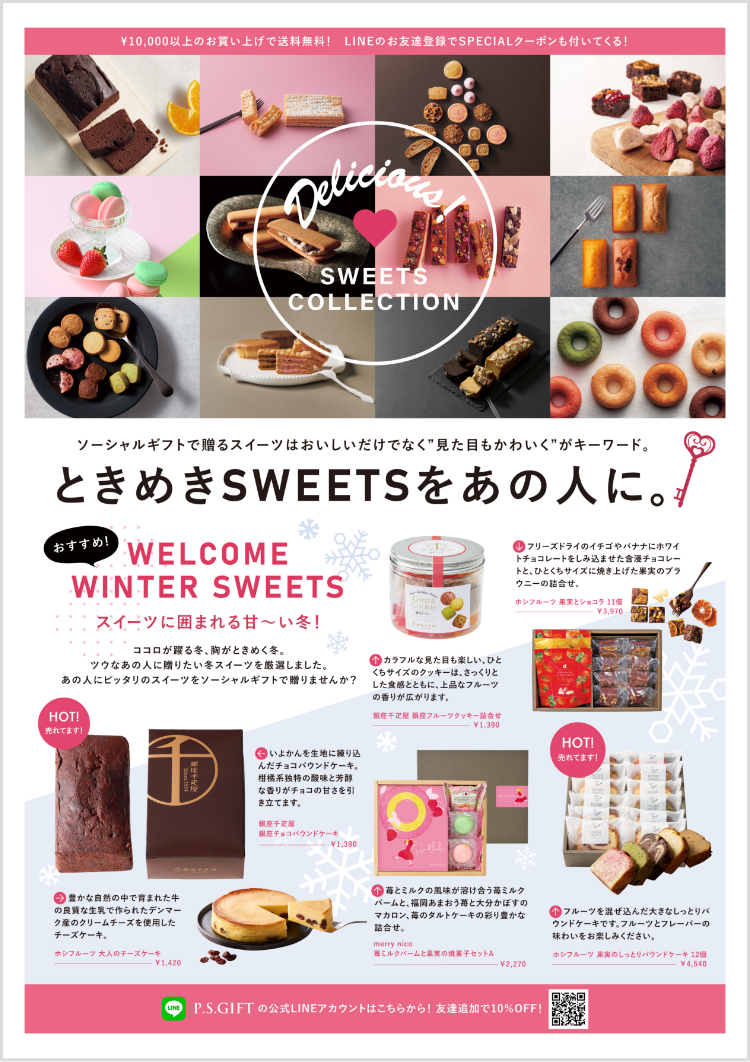 ¥10,000以上のお買い上げで送料無料！ LINEのお友達登録でSPECIALクーポンも付いてくる！
Delicious!
SWEETS
COLLECTION
ソーシャルギフトで贈るスイーツはおいしいだけでなく"見た目もかわいく"がキーワード。
ときめきSWEETSをあの人に。
おすすめ！
WELCOME
WINTER SWEETS
スイーツに囲まれる甘〜い冬！
ココロが躍る冬、胸がときめく冬。
ツウなあの人に贈りたい冬スイーツを厳選しました。
あの人にピッタリのスイーツをソーシャルギフトで贈りませんか？
↑カラフルな見た目も楽しい、ひと
くちサイズのクッキーは、さっくりと
した食感とともに、上品なフルーツ
の香りが広がります。
銀座千疋屋 銀座フルーツクッキー詰合せ
¥1,390
↓フリーズドライのイチゴやバナナにホワイ
トチョコレートをしみ込ませた含浸チョコレー
トと、ひとくちサイズに焼き上げた果実のブラ
ウニーの詰合せ。
ホシフルーツ 果実とショコラ 11個
¥3,970
HOT!
売れてます！
銀座千疋屋
Since 1894
←いよかんを生地に練り込
んだチョコパウンドケーキ。
柑橘系独特の酸味と芳醇
な香りがチョコの甘さを引
き立てます。
銀座千疋屋
銀座チョコパウンドケーキ
¥1,390
→豊かな自然の中で育まれた牛
の良質な生乳で作られたデンマー
ク産のクリームチーズを使用した
チーズケーキ。
ホシフルーツ 大人のチーズケーキ
¥1,420
↑苺とミルクの風味が溶け合う苺ミルク
バームと、福岡あまおう苺と大分かぼすの
マカロン、苺のタルトケーキの彩り豊かな
詰合せ。
merry nico
苺ミルクバームと果実の焼菓子セットA
¥2,270
HOT!
売れてます！
↑フルーツを混ぜ込んだ大きなしっとりパ
ウンドケーキです。フルーツとフレーバーの
味わいをお楽しみください。
ホシフルーツ 果実のしっとりパウンドケーキ 12個
¥4,540
LINE
P.S.GIFT の公式LINEアカウントはこちらから！ 友達追加で10%OFF！